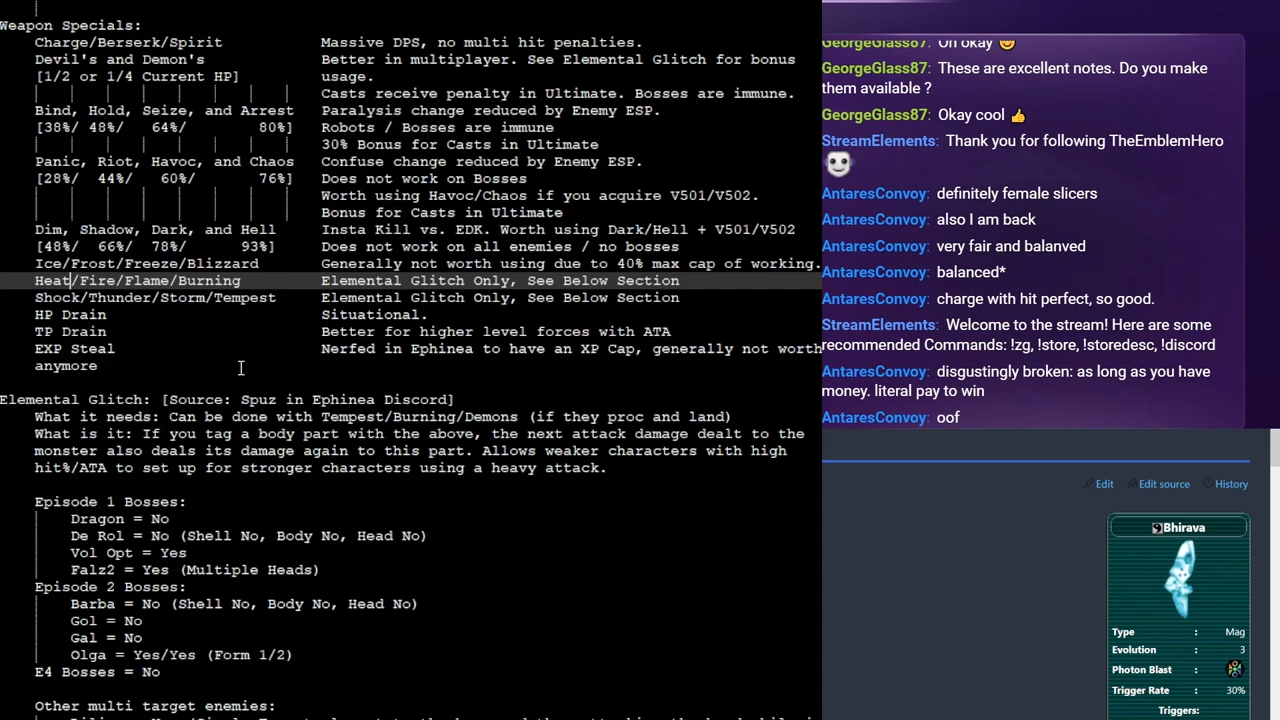 Weapon Specials:
Charge/Berserk/Spirit Massive DPS, no multi hit penalties.
Devil's and Demon's Better in multiplayer. See Elemental Glitch for bonus
[1/2 or 1/4 Current HP] usage.
Casts receive penalty in Ultimate. Bosses are immune.
Bind, Hold, Seize, and Arrest Paralysis change reduced by Enemy ESP.
[38%/ 48%/ 64%/ 80%] Robots / Bosses are immune
30% Bonus for Casts in Ultimate
Panic, Riot, Havoc, and Chaos Confuse change reduced by Enemy ESP.
[28%/ 44%/ 60%/ 76%] Does not work on Bosses
Worth using Havoc/Chaos if you acquire V501/V502.
Bonus for Casts in Ultimate
Dim, Shadow, Dark, and Hell Insta Kill vs. EDK. Worth using Dark/Hell + V501/V502
[48%/ 66%/ 78%/ 93%] Does not work on all enemies / no bosses
Ice/Frost/Freeze/Blizzard Generally not worth using due to 40% max cap of working.
Heat/Fire/Flame/Burning Elemental Glitch Only, See Below Section
Shock/Thunder/Storm/Tempest Elemental Glitch Only, See Below Section
HP Drain Situational.
TP Drain Better for higher level forces with ATA
EXP Steal Nerfed in Ephinea to have an XP Cap, generally not worth
anymore
Elemental Glitch: [Source: Spuz in Ephinea Discord]
What it needs: Can be done with Tempest/Burning/Demons (if they proc and land)
What is it: If you tag a body part with the above, the next attack damage dealt to the
monster also deals its damage again to this part. Allows weaker characters with high
hit%/ATA to set up for stronger characters using a heavy attack.
Episode 1 Bosses:
Dragon = No
De Rol = No (Shell No, Body No, Head No)
Vol Opt = Yes
Falz2 = Yes (Multiple Heads)
Episode 2 Bosses:
Barba = No (Shell No, Body No, Head No)
Gol = No
Gal = No
Olga = Yes/Yes (Form 1/2)
E4 Bosses = No
Other multi target enemies:
GeorgeGlass87: Oh okay
GeorgeGlass87: These are excellent notes. Do you make
them available ?
GeorgeGlass87: Okay cool 👍
StreamElements: Thank you for following TheEmblemHero
AntaresConvoy: definitely female slicers
AntaresConvoy: also I am back
AntaresConvoy: very fair and balanved
AntaresConvoy: balanced*
AntaresConvoy: charge with hit perfect, so good.
StreamElements: Welcome to the stream! Here are some
recommended Commands: !zg, !store, !storedesc, !discord
AntaresConvoy: disgustingly broken: as long as you have
money. literal pay to win
AntaresConvoy: oof
Edit Edit source History
Bhirava
Type : Mag
Evolution : 3
Photon Blast :
Trigger Rate : 30%
Triggers: